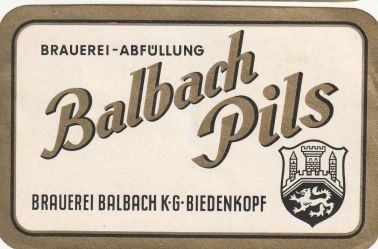 BRAUEREI-ABFÜLLUNG
Balbach
Pils
BRAUEREI BALBACH K·G·BIEDENKOPF